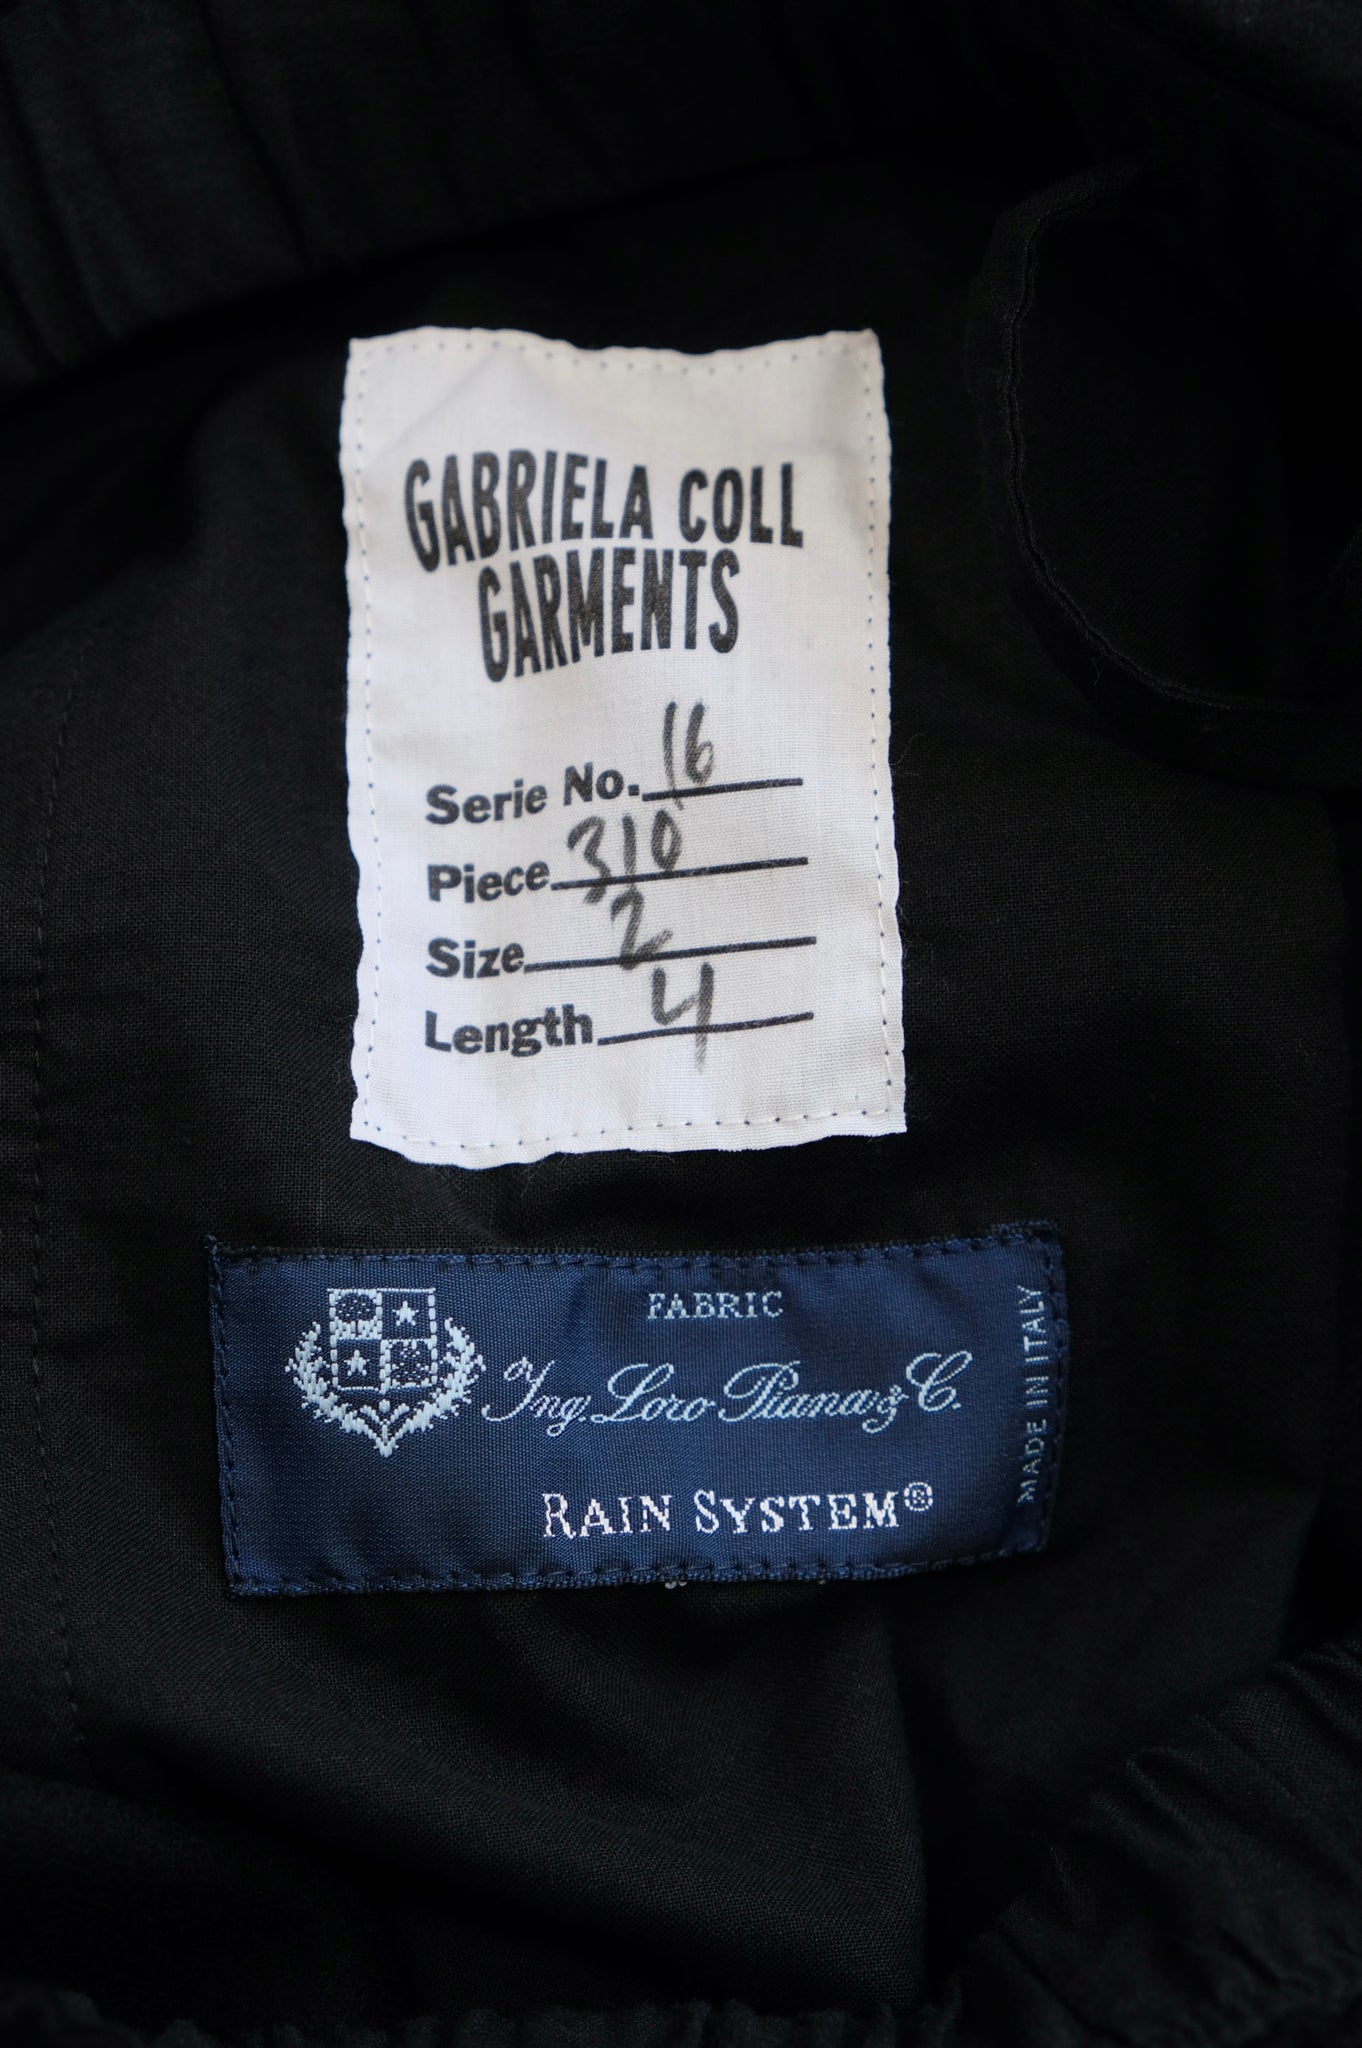 GABRIELA COLL
GARMENTS
Serie No. 16
Piece 310
Size 2
Length 4
FABRIC
Ing. Loro Piana & C.
RAIN SYSTEM®
MADE IN ITALY